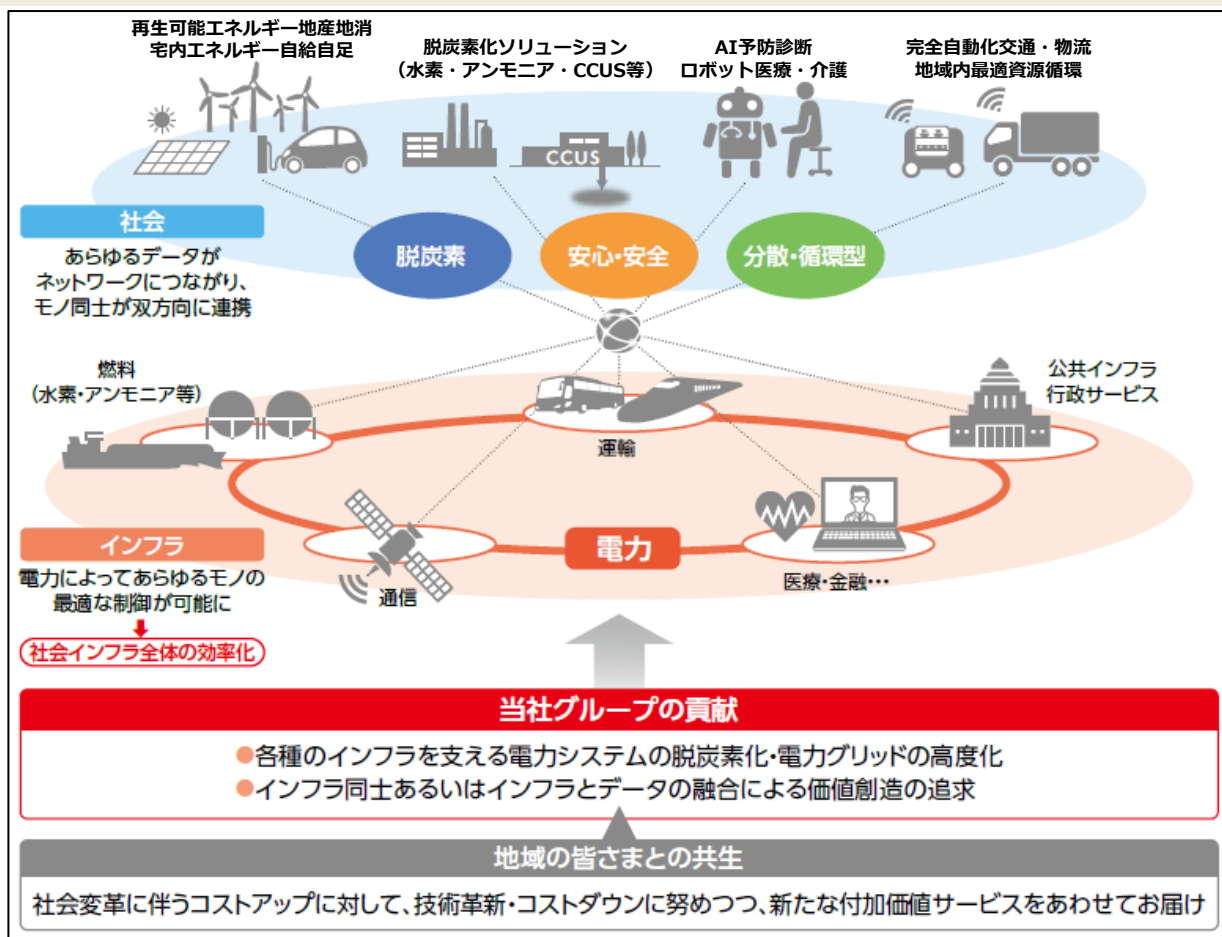 再生可能エネルギー地産地消
宅内エネルギー自給自足
脱炭素化ソリューション
（水素・アンモニア・CCUS等）
AI予防診断
ロボット医療・介護
完全自動化交通・物流
地域内最適資源循環
CCUS
社会
あらゆるデータが
ネットワークにつながり、
モノ同士が双方向に連携
脱炭素
安心・安全
分散・循環型
燃料
(水素・アンモニア等)
運輸
公共インフラ
行政サービス
インフラ
電力によってあらゆるモノの
最適な制御が可能に
社会インフラ全体の効率化
通信
電力
医療・金融・・・
当社グループの貢献
●各種のインフラを支える電力システムの脱炭素化・電力グリッドの高度化
●インフラ同士あるいはインフラとデータの融合による価値創造の追求
地域の皆さまとの共生
社会変革に伴うコストアップに対して、技術革新・コストダウンに努めつつ、新たな付加価値サービスをあわせてお届け